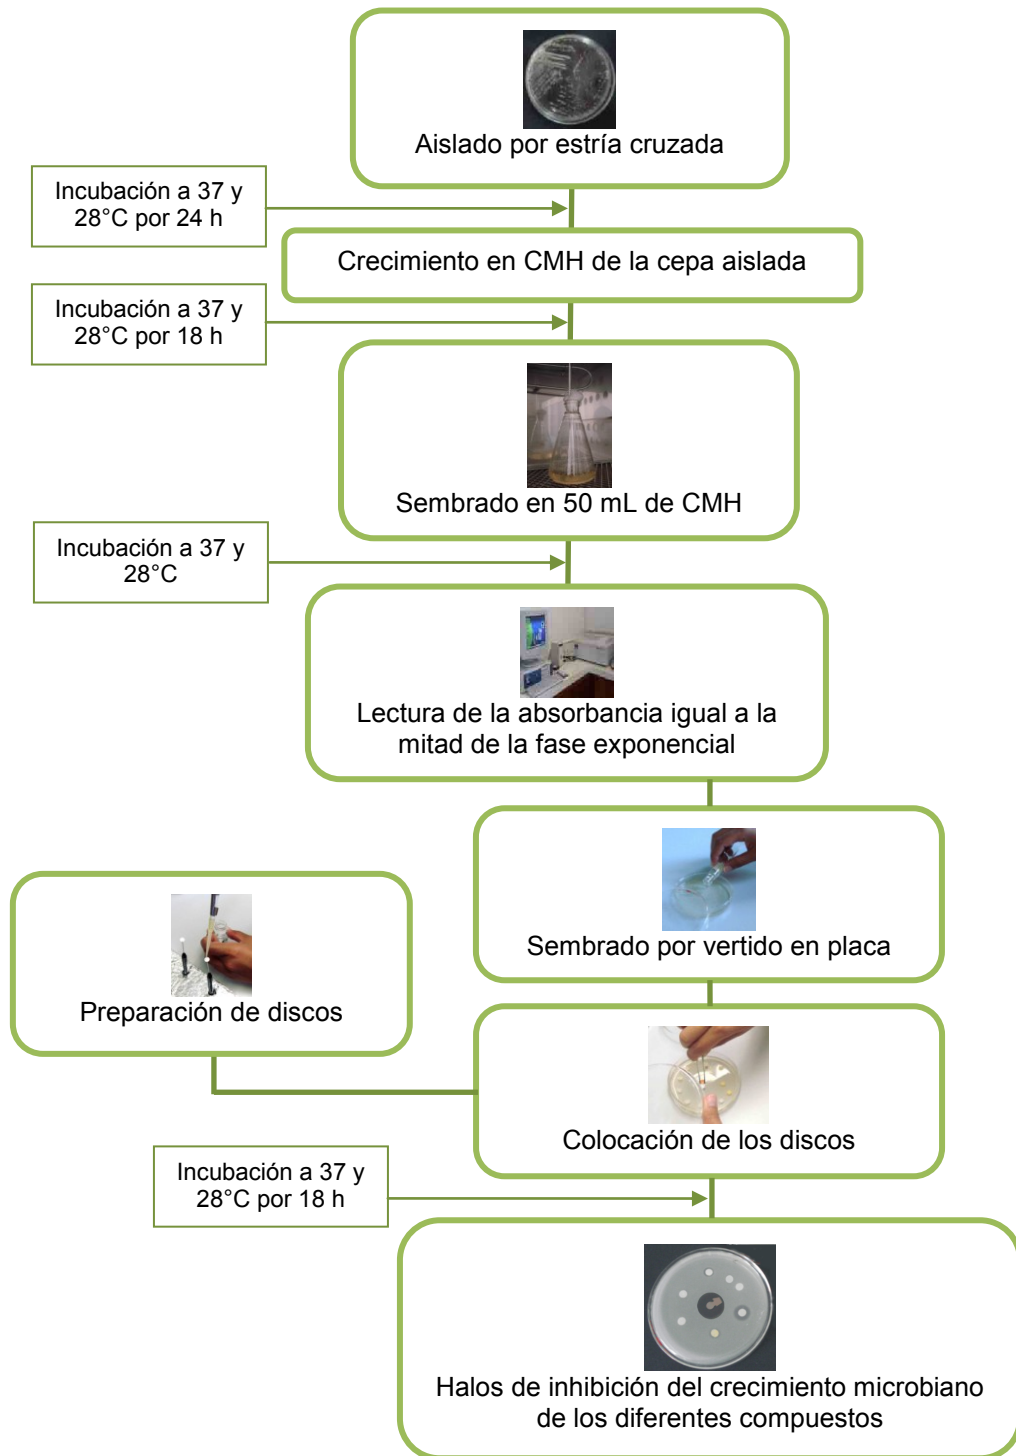 Aislado por estría cruzada
Incubación a 37 y
28°C por 24 h
Crecimiento en CMH de la cepa aislada
Incubación a 37 y
28°C por 18 h
Sembrado en 50 mL de CMH
Incubación a 37 y
28°C
Lectura de la absorbancia igual a la
mitad de la fase exponencial
Sembrado por vertido en placa
Preparación de discos
Colocación de los discos
Incubación a 37 y
28°C por 18 h
Halos de inhibición del crecimiento microbiano
de los diferentes compuestos